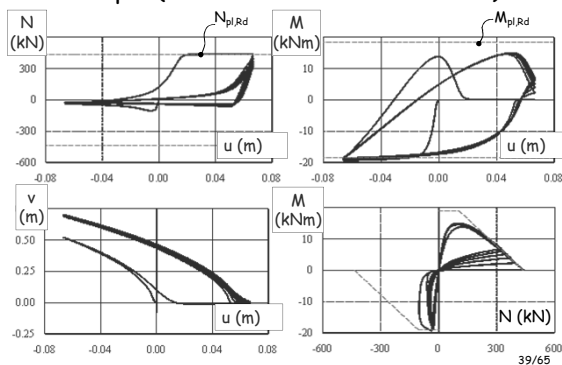 N
(kN)
N_pl,Rd
300
0
-300
-600
-0.08
-0.04
0.00
0.04
0.08
u (m)
M
(kNm)
M_pl,Rd
10
0
-10
-20
-0.08
-0.04
0.00
0.04
0.08
u (m)
v
(m)
0.50
0.25
0.00
-0.25
-0.08
-0.04
0.00
0.04
0.08
u (m)
M
(kNm)
10
0
-10
-20
-600
-300
0
300
600
N (kN)
39/65